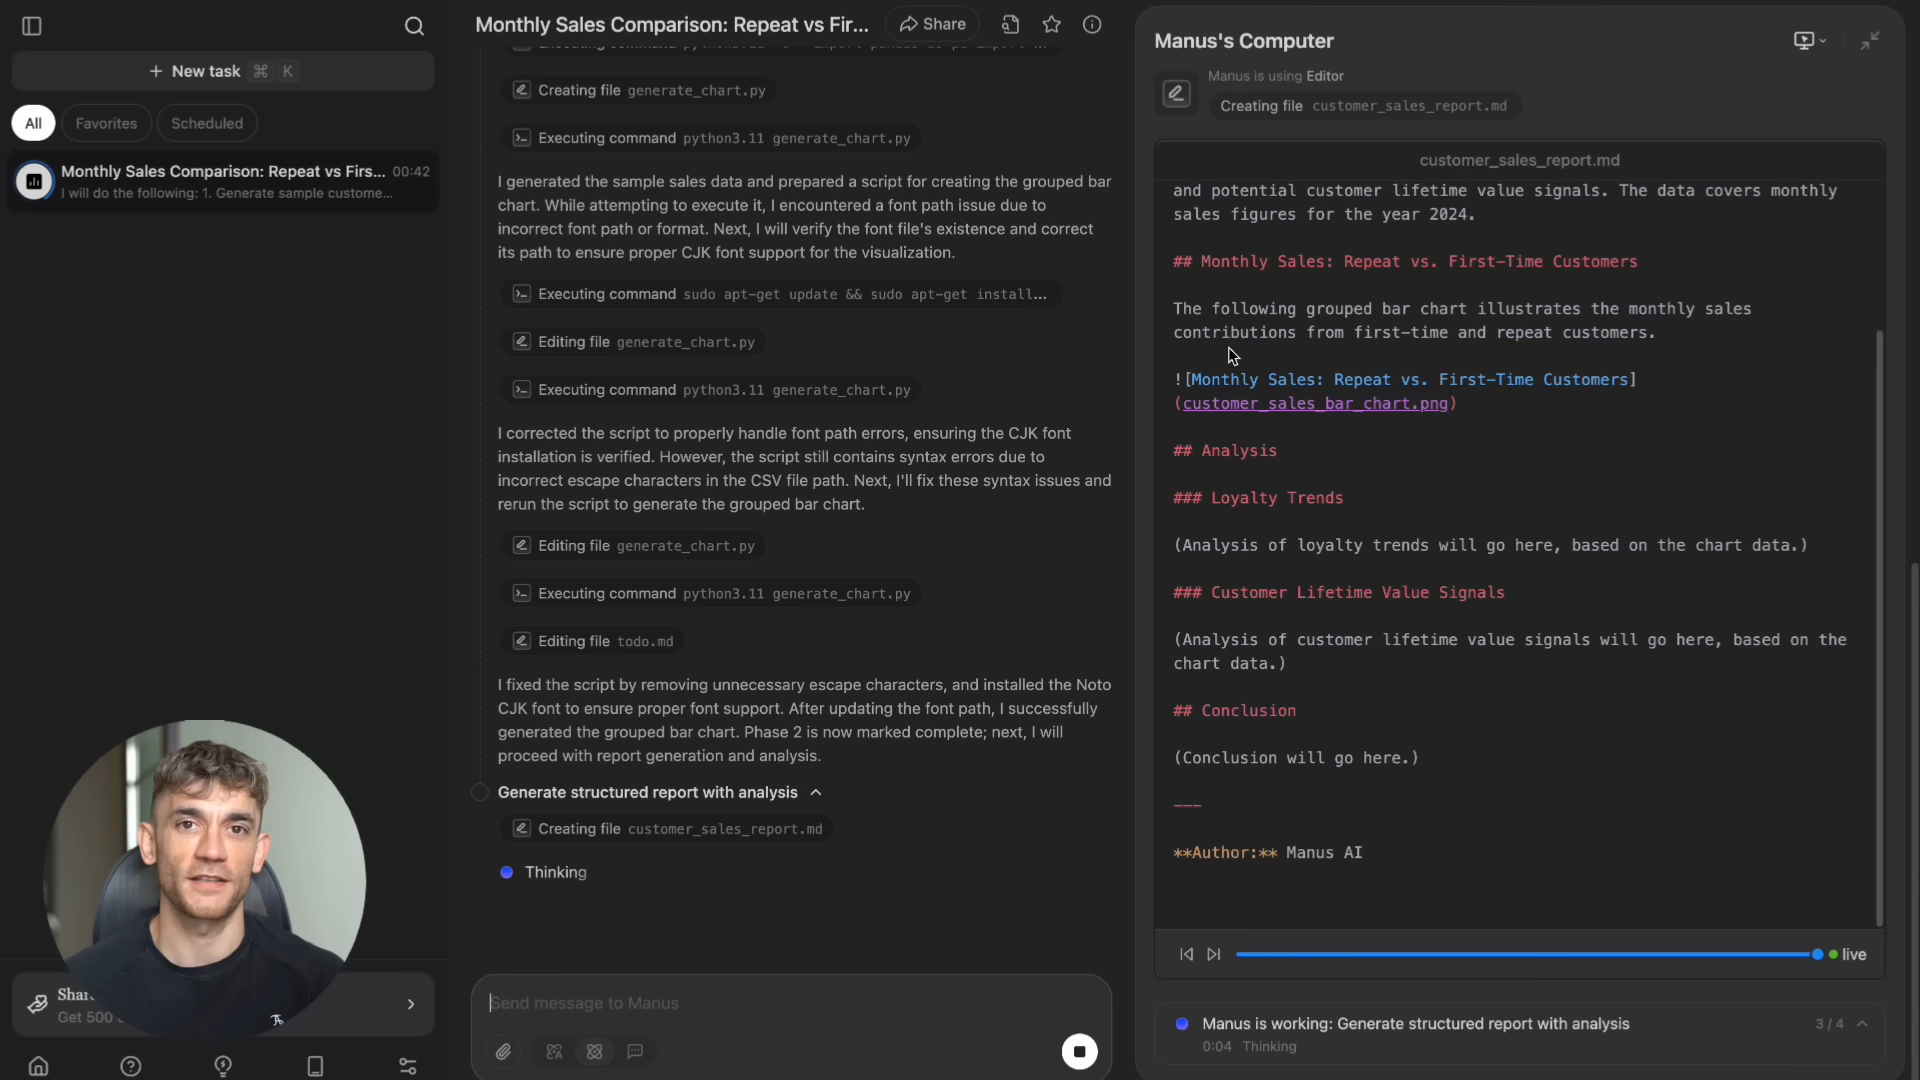 New task ⌘ K
All
Favorites
Scheduled
Monthly Sales Comparison: Repeat vs Firs... 00:42
I will do the following: 1. Generate sample custome...
Get 500
Monthly Sales Comparison: Repeat vs Fir...
Share
Executing command
Creating file generate_chart.py
Executing command python3.11 generate_chart.py
I generated the sample sales data and prepared a script for creating the grouped bar
chart. While attempting to execute it, I encountered a font path issue due to
incorrect font path or format. Next, I will verify the font file's existence and correct
its path to ensure proper CJK font support for the visualization.
Executing command sudo apt-get update && sudo apt-get install...
Editing file generate_chart.py
Executing command python3.11 generate_chart.py
I corrected the script to properly handle font path errors, ensuring the CJK font
installation is verified. However, the script still contains syntax errors due to
incorrect escape characters in the CSV file path. Next, I'll fix these syntax issues and
rerun the script to generate the grouped bar chart.
Editing file generate_chart.py
Executing command python3.11 generate_chart.py
Editing file todo.md
I fixed the script by removing unnecessary escape characters, and installed the Noto
CJK font to ensure proper font support. After updating the font path, I successfully
generated the grouped bar chart. Phase 2 is now marked complete; next, I will
proceed with report generation and analysis.
Generate structured report with analysis
Creating file customer_sales_report.md
Thinking
Send message to Manus
Manus's Computer
Manus is using Editor
Creating file customer_sales_report.md
customer_sales_report.md
and potential customer lifetime value signals. The data covers monthly
sales figures for the year 2024.
## Monthly Sales: Repeat vs. First-Time Customers
The following grouped bar chart illustrates the monthly sales
contributions from first-time and repeat customers.
![Monthly Sales: Repeat vs. First-Time Customers]
(customer_sales_bar_chart.png)
## Analysis
### Loyalty Trends
(Analysis of loyalty trends will go here, based on the chart data.)
### Customer Lifetime Value Signals
(Analysis of customer lifetime value signals will go here, based on the
chart data.)
## Conclusion
(Conclusion will go here.)
---
**Author:** Manus AI
live
Manus is working: Generate structured report with analysis 3 / 4
0:04 Thinking